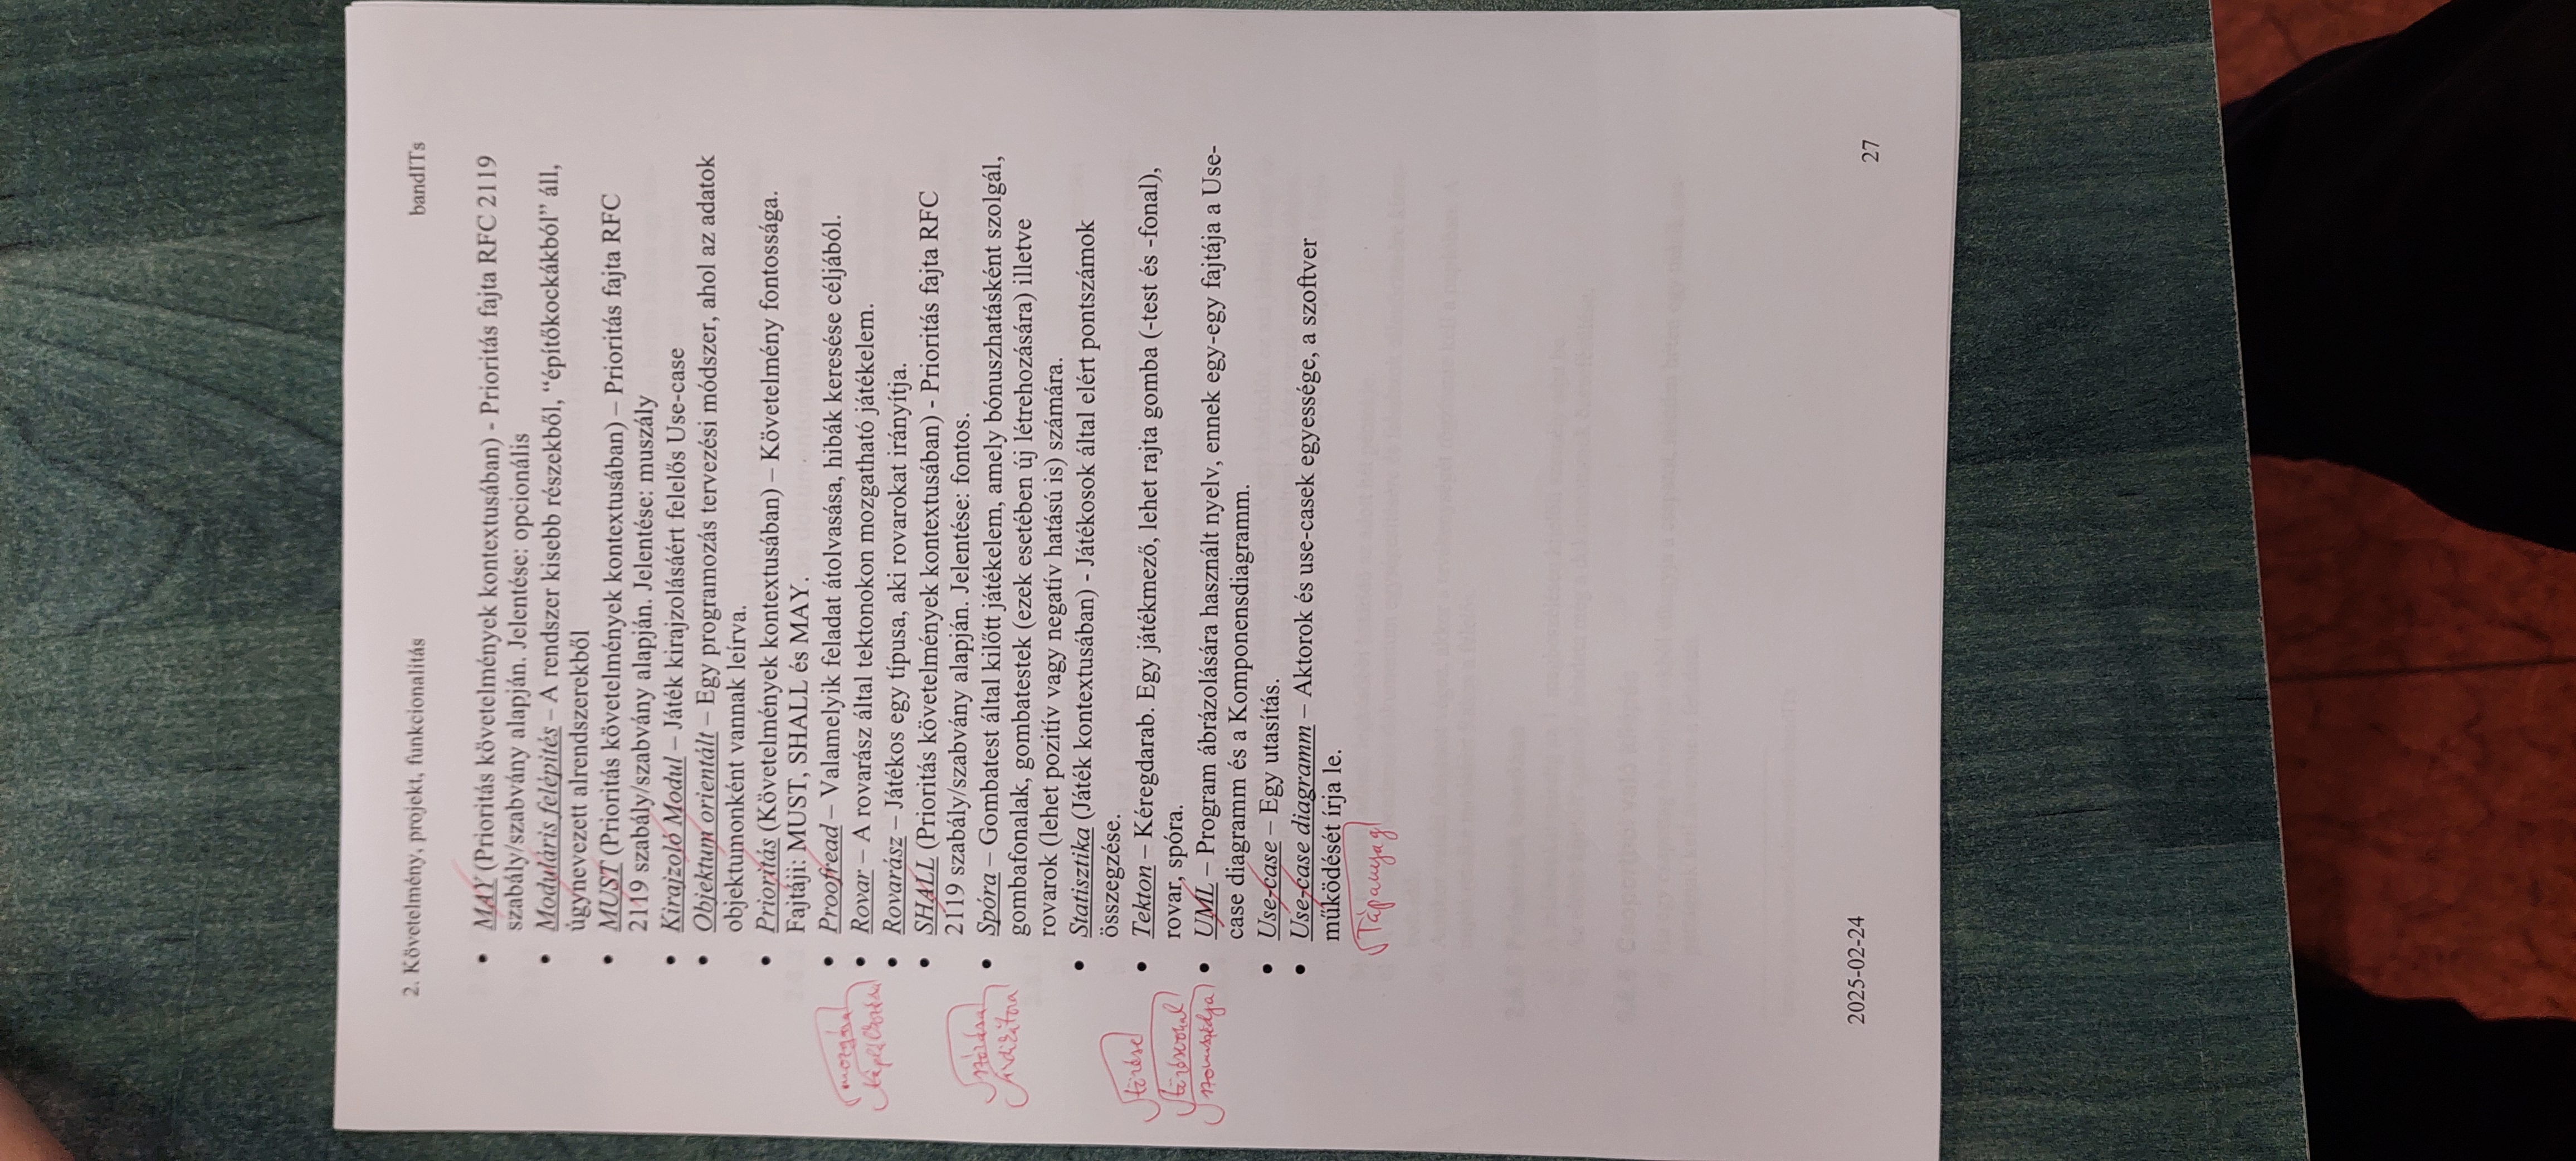 2. Követelmény, projekt, funkcionalitás bandITs
• MAY (Prioritás követelmények kontextusában) - Prioritás fajta RFC 2119
szabály/szabvány alapján. Jelentése: opcionális
• Moduláris felépítés – A rendszer kisebb részekből, “építőkockákból” áll,
úgynevezett alrendszerekből
• MUST (Prioritás követelmények kontextusában) – Prioritás fajta RFC
2119 szabály/szabvány alapján. Jelentése: muszály
• Kirajzoló Modul – Játék kirajzolásáért felelős Use-case
• Objektum orientált – Egy programozás tervezési módszer, ahol az adatok
objektumonként vannak leírva.
• Prioritás (Követelmények kontextusában) – Követelmény fontossága.
Fajtáji: MUST, SHALL és MAY.
mozgása
• Proofread – Valamelyik feladat átolvasása, hibák keresése céljából.
• Rovar – A rovarász által tektonokon mozgatható játékelem.
• Rovarász – Játékos egy típusa, aki rovarokat irányítja.
• SHALL (Prioritás követelmények kontextusában) - Prioritás fajta RFC
2119 szabály/szabvány alapján. Jelentése: fontos.
szórása
• Spóra – Gombatest által kilőtt játékelem, amely bónuszhatásként szolgál,
gombafonalak, gombatestek (ezek esetében új létrehozására) illetve
rovarok (lehet pozitív vagy negatív hatású is) számára.
• Statisztika (Játék kontextusában) - Játékosok által elért pontszámok
összegzése.
törése
• Tekton – Kéregdarab. Egy játékmező, lehet rajta gomba (-test és -fonal),
rovar, spóra.
törésvonal
szomszédja
• UML – Program ábrázolására használt nyelv, ennek egy-egy fajtája a Use-
case diagramm és a Komponensdiagramm.
• Use-case – Egy utasítás.
• Use-case diagramm – Aktorok és use-casek egyessége, a szoftver
működését írja le.
Tápanyag
2025-02-24 27